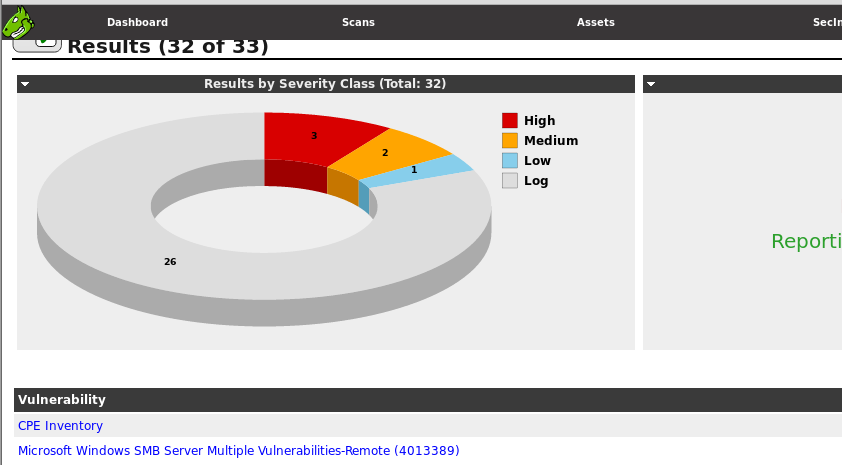 Dashboard Scans Assets
Results (32 of 33)
Results by Severity Class (Total: 32)
3
2
1
26
High
Medium
Low
Log
Vulnerability
CPE Inventory
Microsoft Windows SMB Server Multiple Vulnerabilities-Remote (4013389)